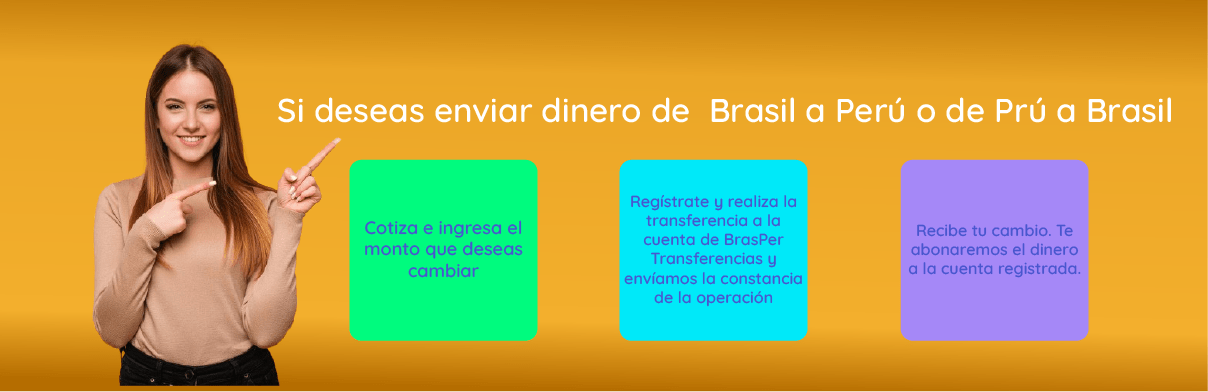 Si deseas enviar dinero de  Brasil a Perú o de Prú a Brasil
Cotiza e ingresa el
monto que deseas
cambiar
Regístrate y realiza la
transferencia a la
cuenta de BrasPer
Transferencias y
envíamos la constancia
de la operación
Recibe tu cambio. Te
abonaremos el dinero
a la cuenta registrada.